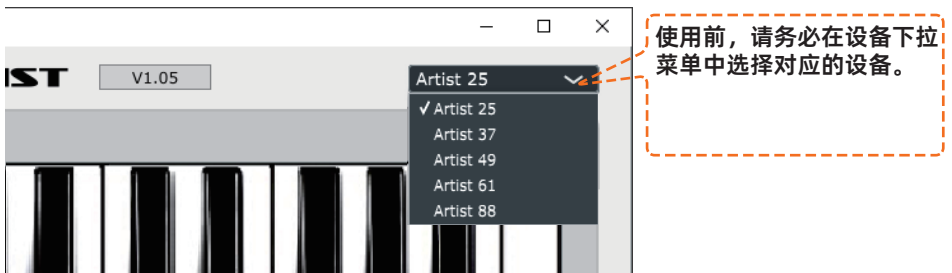 IST
V1.05
Artist 25
✓ Artist 25
Artist 37
Artist 49
Artist 61
Artist 88
使用前，请务必在设备下拉
菜单中选择对应的设备。